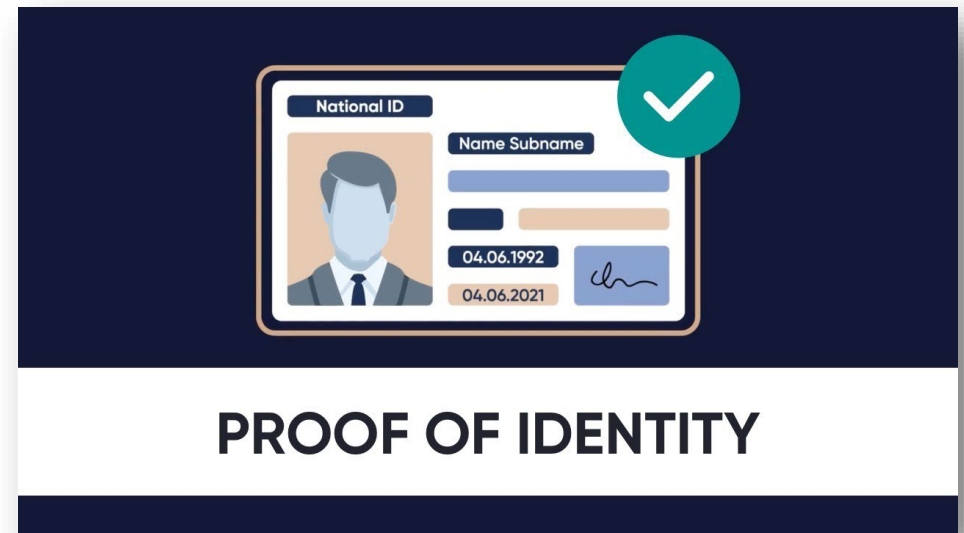 National ID
Name Subname
04.06.1992
04.06.2021
PROOF OF IDENTITY